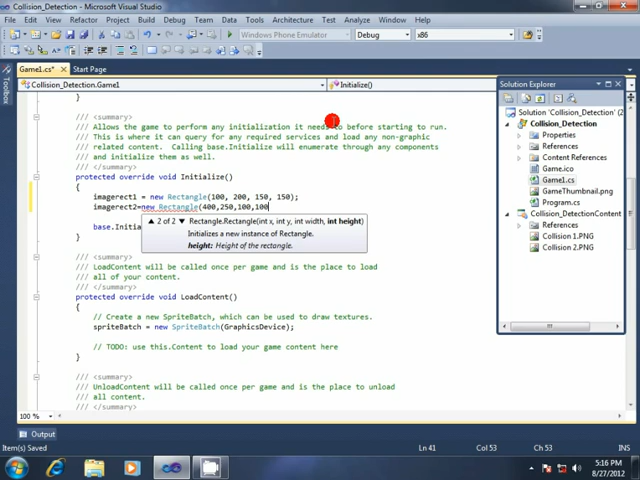 Collision_Detection - Microsoft Visual Studio
File Edit View Refactor Project Build Debug Team Data Tools Architecture Test Analyze Window Help
Windows Phone Emulator Debug x86
Game1.cs* Start Page
Collision_Detection.Game1 Initialize()
Toolbox
}
/// <summary>
/// Allows the game to perform any initialization it needs to before starting to run.
/// This is where it can query for any required services and load any non-graphic
/// related content. Calling base.Initialize will enumerate through any components
/// and initialize them as well.
/// </summary>
protected override void Initialize()
{
imagerect1 = new Rectangle(100, 200, 150, 150);
imagerect2=new Rectangle(400,250,100,100
2 of 2 Rectangle.Rectangle(int x, int y, int width, int height)
Initializes a new instance of Rectangle.
height: Height of the rectangle.
base.Initia
}
/// <summary>
/// LoadContent will be called once per game and is the place to load
/// all of your content.
/// </summary>
protected override void LoadContent()
{
// Create a new SpriteBatch, which can be used to draw textures.
spriteBatch = new SpriteBatch(GraphicsDevice);
// TODO: use this.Content to load your game content here
}
/// <summary>
/// UnloadContent will be called once per game and is the place to unload
/// all content.
/// </summary>
100 %
Solution Explorer
Solution 'Collision_Detection' (2
Collision_Detection
Properties
References
Content References
Game.ico
Game1.cs
GameThumbnail.png
Program.cs
Collision_DetectionContent
References
Collision 1.PNG
Collision 2.PNG
Output
Item(s) Saved Ln 41 Col 53 Ch 53 INS
5:16 PM
8/27/2012